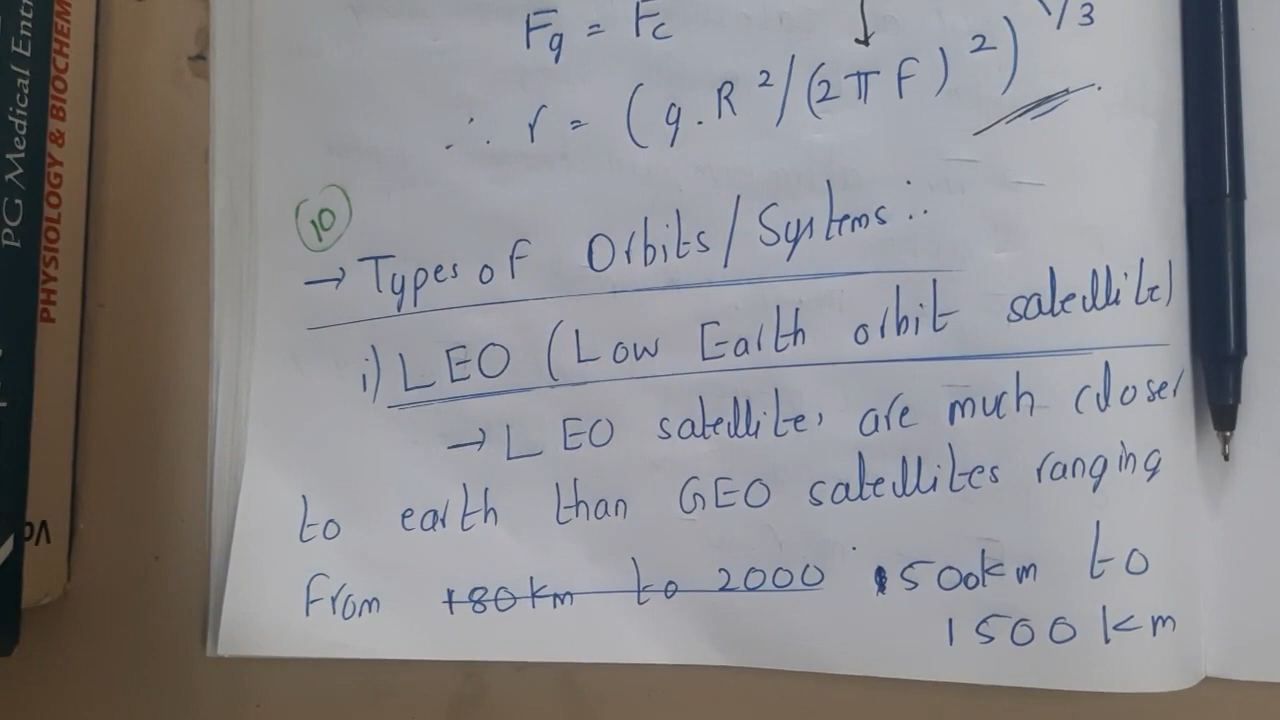 Fg = Fc
1/3
∴ r = (g.R²/(2πF)²)
10
→ Types of Orbits/Systems:
i) LEO (Low Earth orbit satellite)
→ LEO satellites are much closer
to earth than GEO satellites ranging
from 180km to 2000 500km to
1500 km
PG Medical Entr
PHYSIOLOGY & BIOCHEM